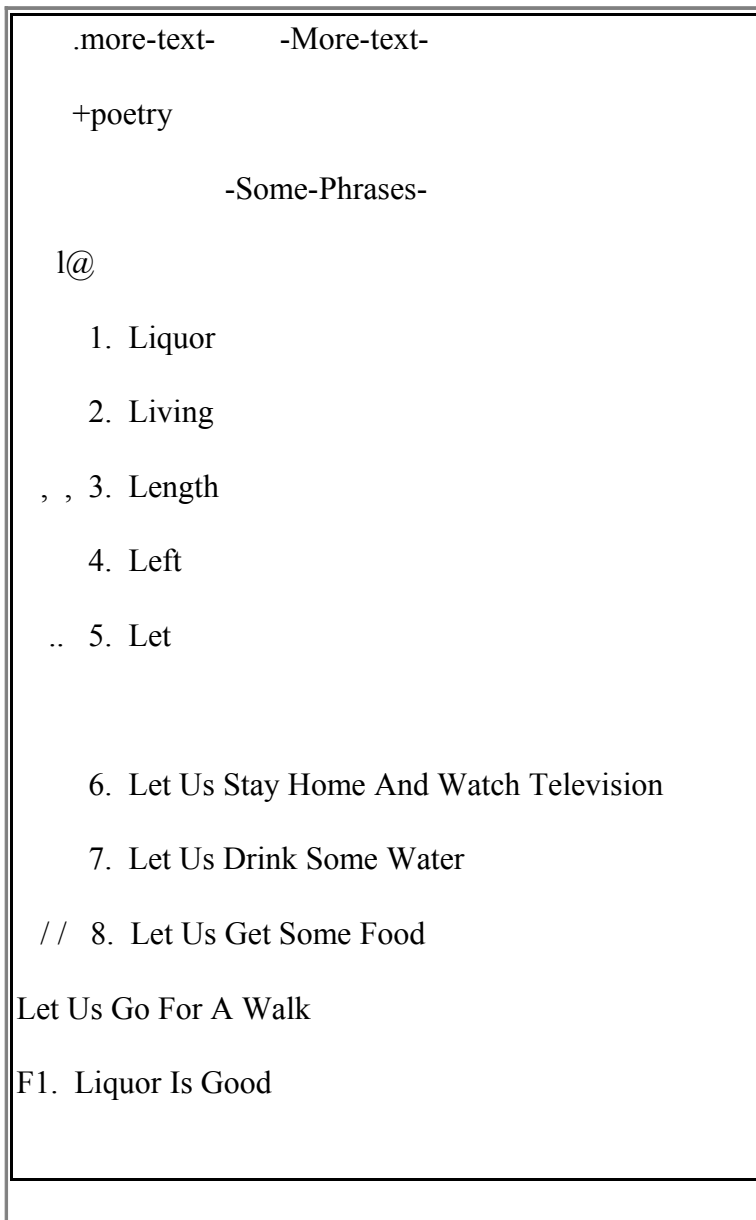 .more-text- -More-text-
+poetry
-Some-Phrases-
l@
1. Liquor
2. Living
, , 3. Length
4. Left
.. 5. Let
6. Let Us Stay Home And Watch Television
7. Let Us Drink Some Water
/ / 8. Let Us Get Some Food
Let Us Go For A Walk
F1. Liquor Is Good